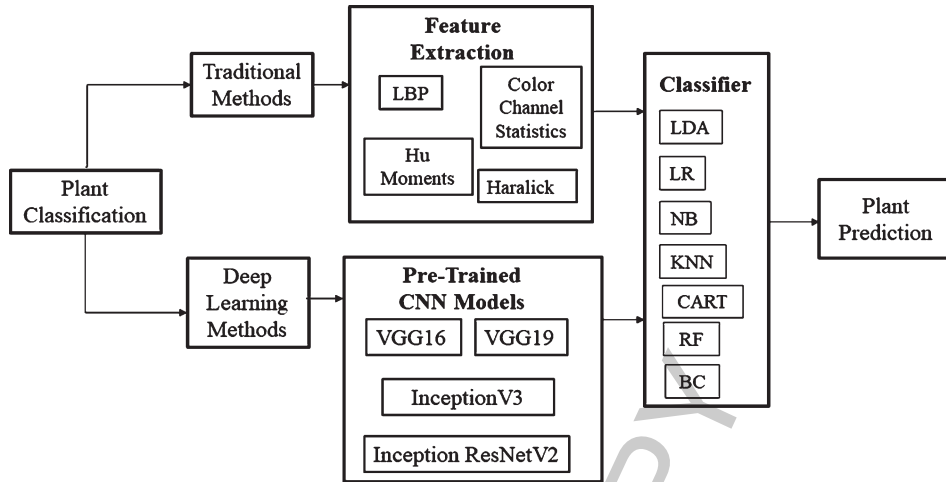 Plant
Classification
Traditional
Methods
Feature
Extraction
LBP
Color
Channel
Statistics
Hu
Moments
Haralick
Deep
Learning
Methods
Pre-Trained
CNN Models
VGG16
VGG19
InceptionV3
Inception ResNetV2
Classifier
LDA
LR
NB
KNN
CART
RF
BC
Plant
Prediction